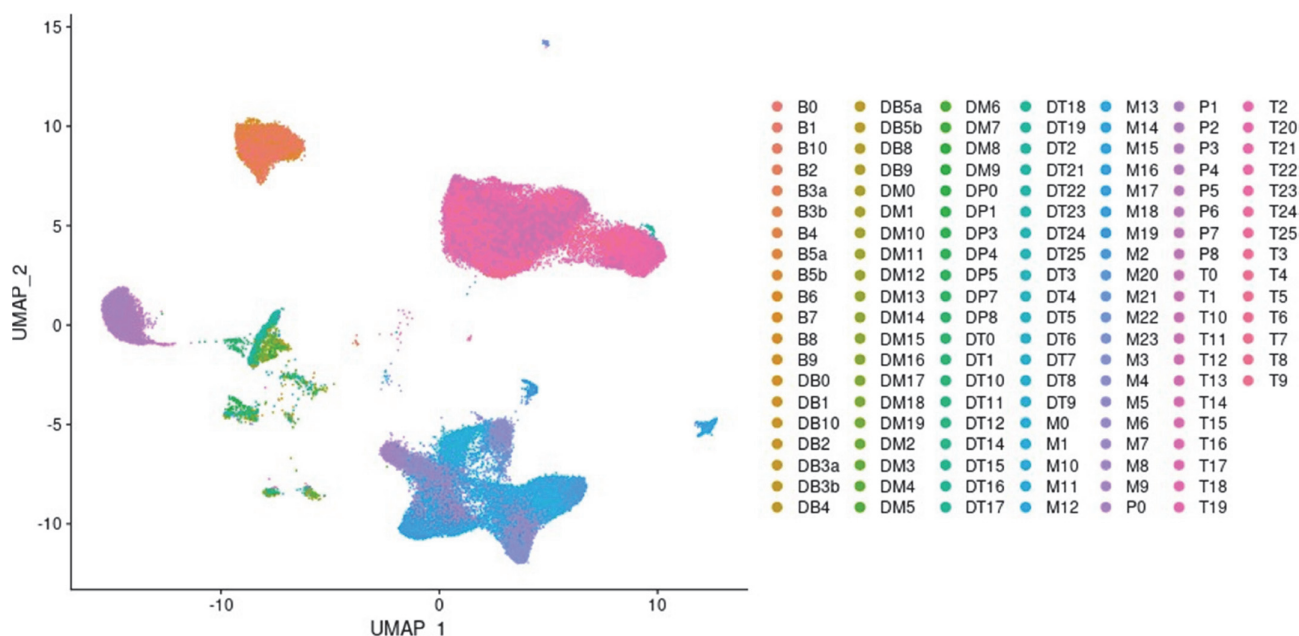 15
10
5
0
-5
-10
UMAP_2
-10 0 10
UMAP_1
B0 DB5a DM6 DT18 M13 P1 T2
B1 DB5b DM7 DT19 M14 P2 T20
B10 DB8 DM8 DT2 M15 P3 T21
B2 DB9 DM9 DT21 M16 P4 T22
B3a DM0 DP0 DT22 M17 P5 T23
B3b DM1 DP1 DT23 M18 P6 T24
B4 DM10 DP3 DT24 M19 P7 T25
B5a DM11 DP4 DT25 M2 P8 T3
B5b DM12 DP5 DT3 M20 T0 T4
B6 DM13 DP7 DT4 M21 T1 T5
B7 DM14 DP8 DT5 M22 T10 T6
B8 DM15 DT0 DT6 M23 T11 T7
B9 DM16 DT1 DT7 M3 T12 T8
DB0 DM17 DT10 DT8 M4 T13 T9
DB1 DM18 DT11 DT9 M5 T14
DB10 DM19 DT12 M0 M6 T15
DB2 DM2 DT14 M1 M7 T16
DB3a DM3 DT15 M10 M8 T17
DB3b DM4 DT16 M11 M9 T18
DB4 DM5 DT17 M12 P0 T19